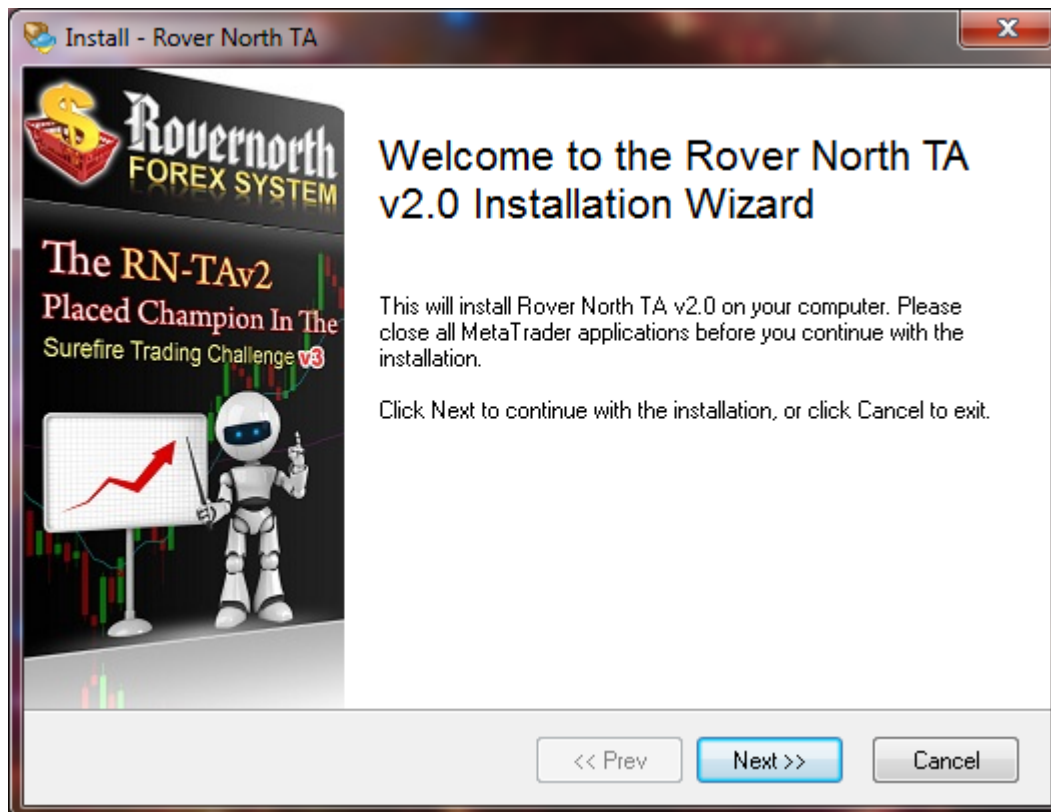 Install - Rover North TA
Rovernorth
FOREX SYSTEM
The RN-TAv2
Placed Champion In The
Surefire Trading Challenge v3
Welcome to the Rover North TA
v2.0 Installation Wizard
This will install Rover North TA v2.0 on your computer. Please
close all MetaTrader applications before you continue with the
installation.
Click Next to continue with the installation, or click Cancel to exit.
<< Prev
Next >>
Cancel